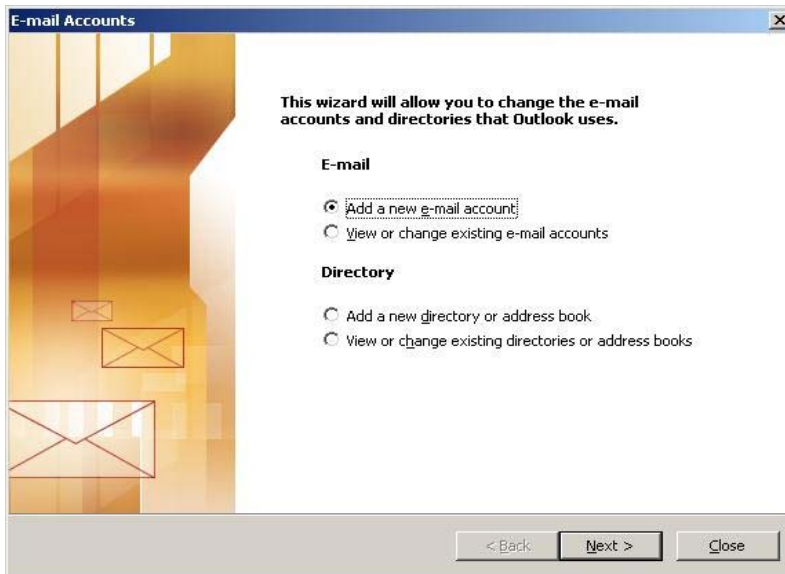 E-mail Accounts
This wizard will allow you to change the e-mail
accounts and directories that Outlook uses.
E-mail
Add a new e-mail account
View or change existing e-mail accounts
Directory
Add a new directory or address book
View or change existing directories or address books
< Back
Next >
Close